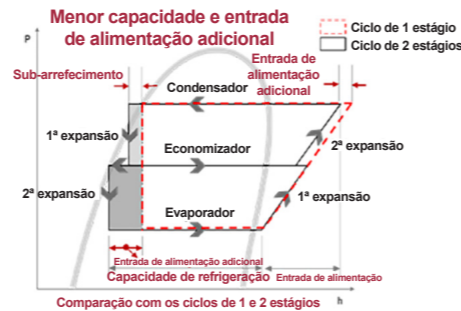 Menor capacidade e entrada
de alimentação adicional
Ciclo de 1 estágio
Ciclo de 2 estágios
P
Sub-arrefecimento
Entrada de
alimentação
adicional
Condensador
1ª expansão
2ª expansão
Economizador
2ª expansão
1ª expansão
Evaporador
Entrada de alimentação adicional
Capacidade de refrigeração
Entrada de alimentação
Comparação com os ciclos de 1 e 2 estágios
h